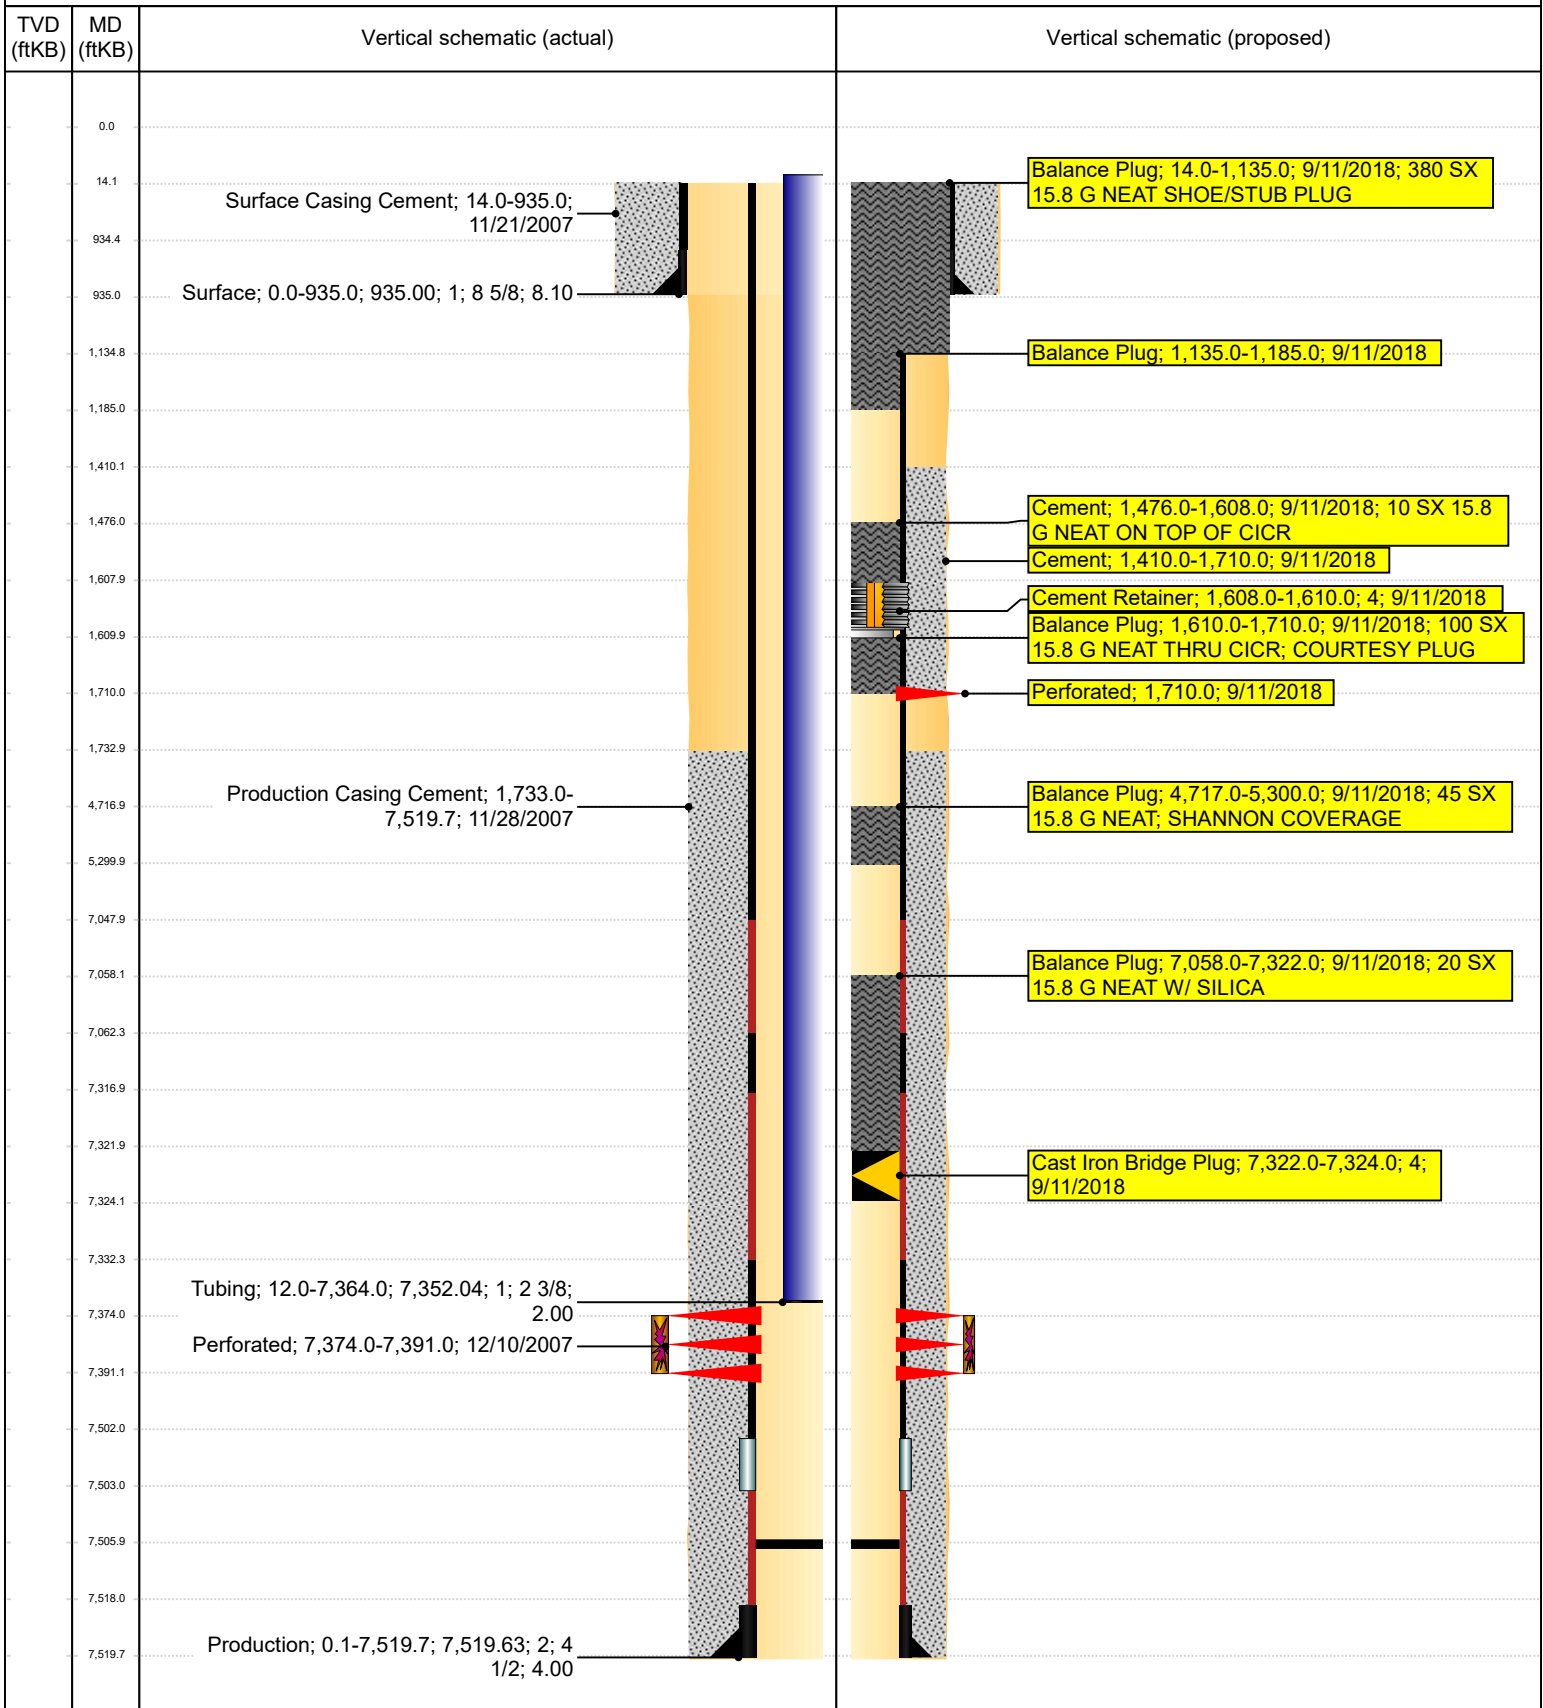 TVD
(ftKB)
MD
(ftKB)
Vertical schematic (actual)
Vertical schematic (proposed)
0.0
14.1
934.4
935.0
1,134.8
1,185.0
1,410.1
1,476.0
1,607.9
1,609.9
1,710.0
1,732.9
4,716.9
5,299.9
7,047.9
7,058.1
7,062.3
7,316.9
7,321.9
7,324.1
7,332.3
7,374.0
7,391.1
7,502.0
7,503.0
7,505.9
7,518.0
7,519.7
Surface Casing Cement; 14.0-935.0;
11/21/2007
Surface; 0.0-935.0; 935.00; 1; 8 5/8; 8.10
Production Casing Cement; 1,733.0-
7,519.7; 11/28/2007
Tubing; 12.0-7,364.0; 7,352.04; 1; 2 3/8;
2.00
Perforated; 7,374.0-7,391.0; 12/10/2007
Production; 0.1-7,519.7; 7,519.63; 2; 4
1/2; 4.00
Balance Plug; 14.0-1,135.0; 9/11/2018; 380 SX
15.8 G NEAT SHOE/STUB PLUG
Balance Plug; 1,135.0-1,185.0; 9/11/2018
Cement; 1,476.0-1,608.0; 9/11/2018; 10 SX 15.8
G NEAT ON TOP OF CICR
Cement; 1,410.0-1,710.0; 9/11/2018
Cement Retainer; 1,608.0-1,610.0; 4; 9/11/2018
Balance Plug; 1,610.0-1,710.0; 9/11/2018; 100 SX
15.8 G NEAT THRU CICR; COURTESY PLUG
Perforated; 1,710.0; 9/11/2018
Balance Plug; 4,717.0-5,300.0; 9/11/2018; 45 SX
15.8 G NEAT; SHANNON COVERAGE
Balance Plug; 7,058.0-7,322.0; 9/11/2018; 20 SX
15.8 G NEAT W/ SILICA
Cast Iron Bridge Plug; 7,322.0-7,324.0; 4;
9/11/2018